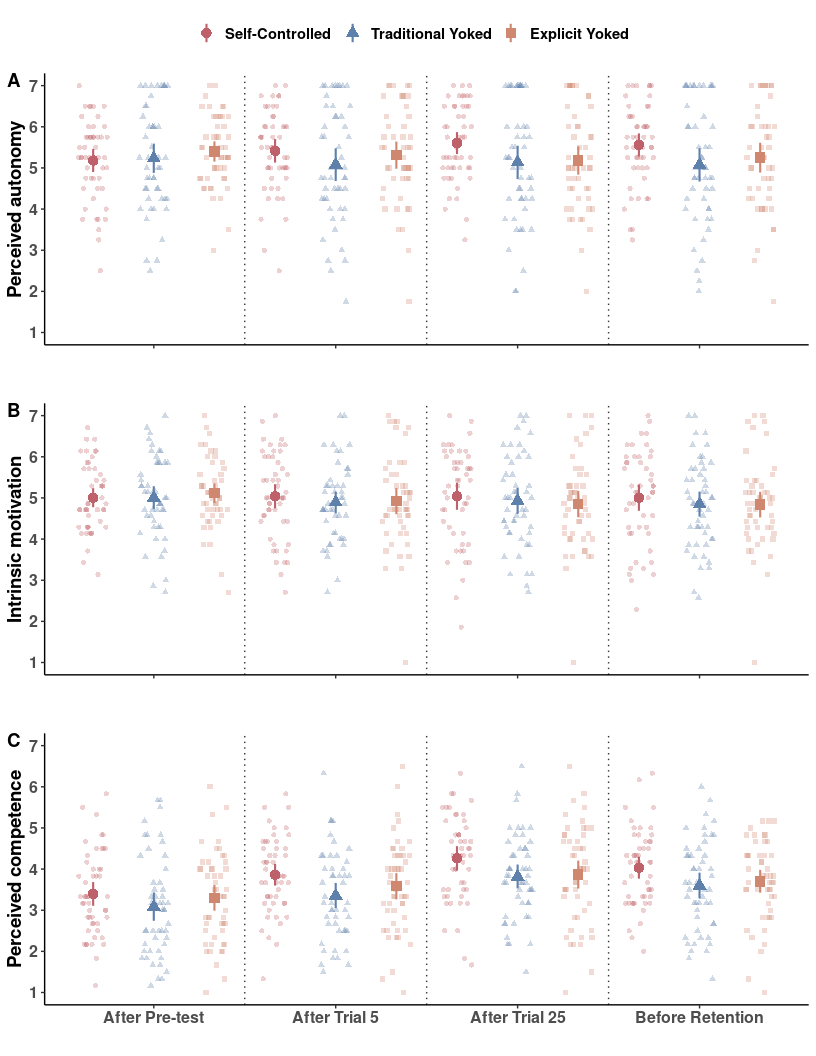 Self-Controlled Traditional Yoked Explicit Yoked
A
Perceived autonomy
7
6
5
4
3
2
1
B
Intrinsic motivation
7
6
5
4
3
2
1
C
Perceived competence
7
6
5
4
3
2
1
After Pre-test After Trial 5 After Trial 25 Before Retention